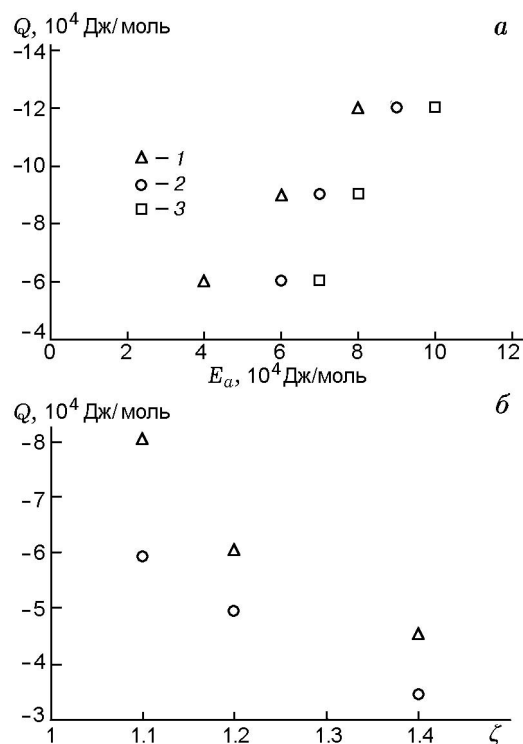 Q, 10⁴ Дж/моль
а
–14
–12
–10
–8
–6
–4
– 1
– 2
– 3
0 2 4 6 8 10 12
Eₐ, 10⁴ Дж/моль
Q, 10⁴ Дж/моль
б
–8
–7
–6
–5
–4
–3
1 1.1 1.2 1.3 1.4 ζ